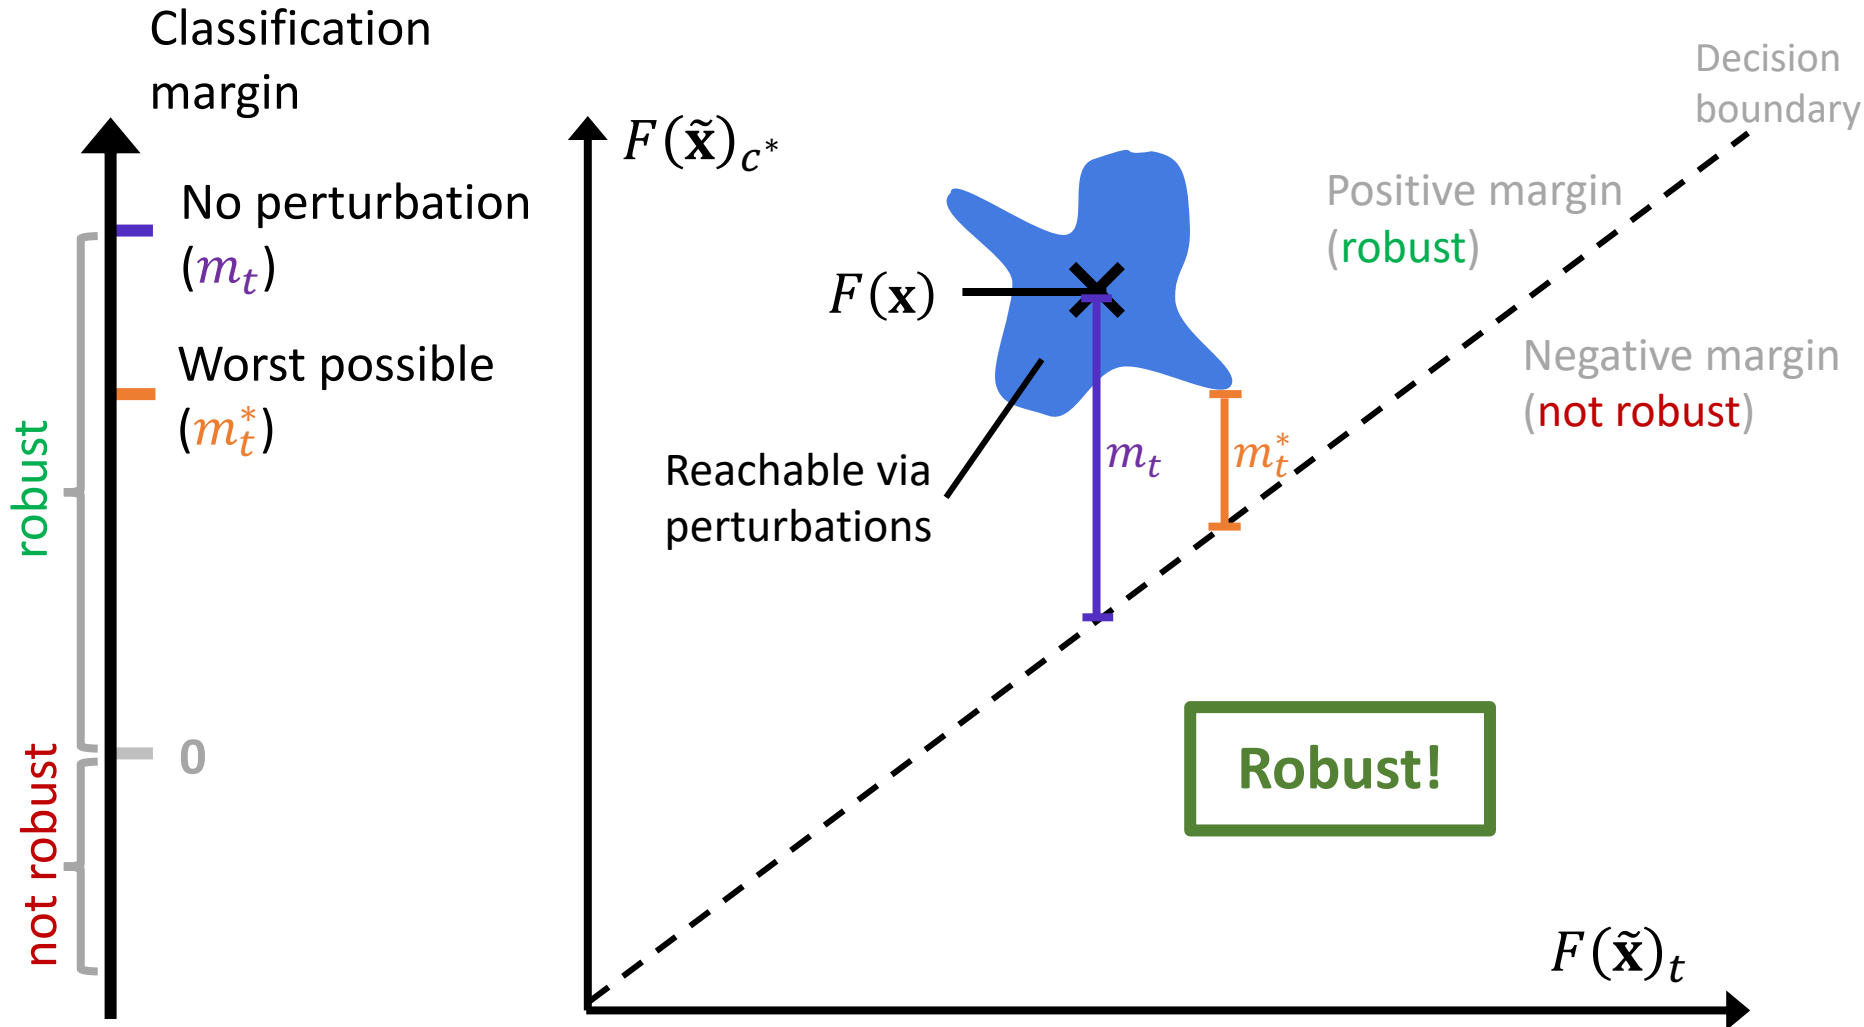 Classification
margin
No perturbation
(m_t)
Worst possible
(m_t^*)
robust
0
not robust
F(x̃)_{c^*}
Decision
boundary
Positive margin
(robust)
F(x)
Negative margin
(not robust)
m_t
m_t^*
Reachable via
perturbations
Robust!
F(x̃)_t